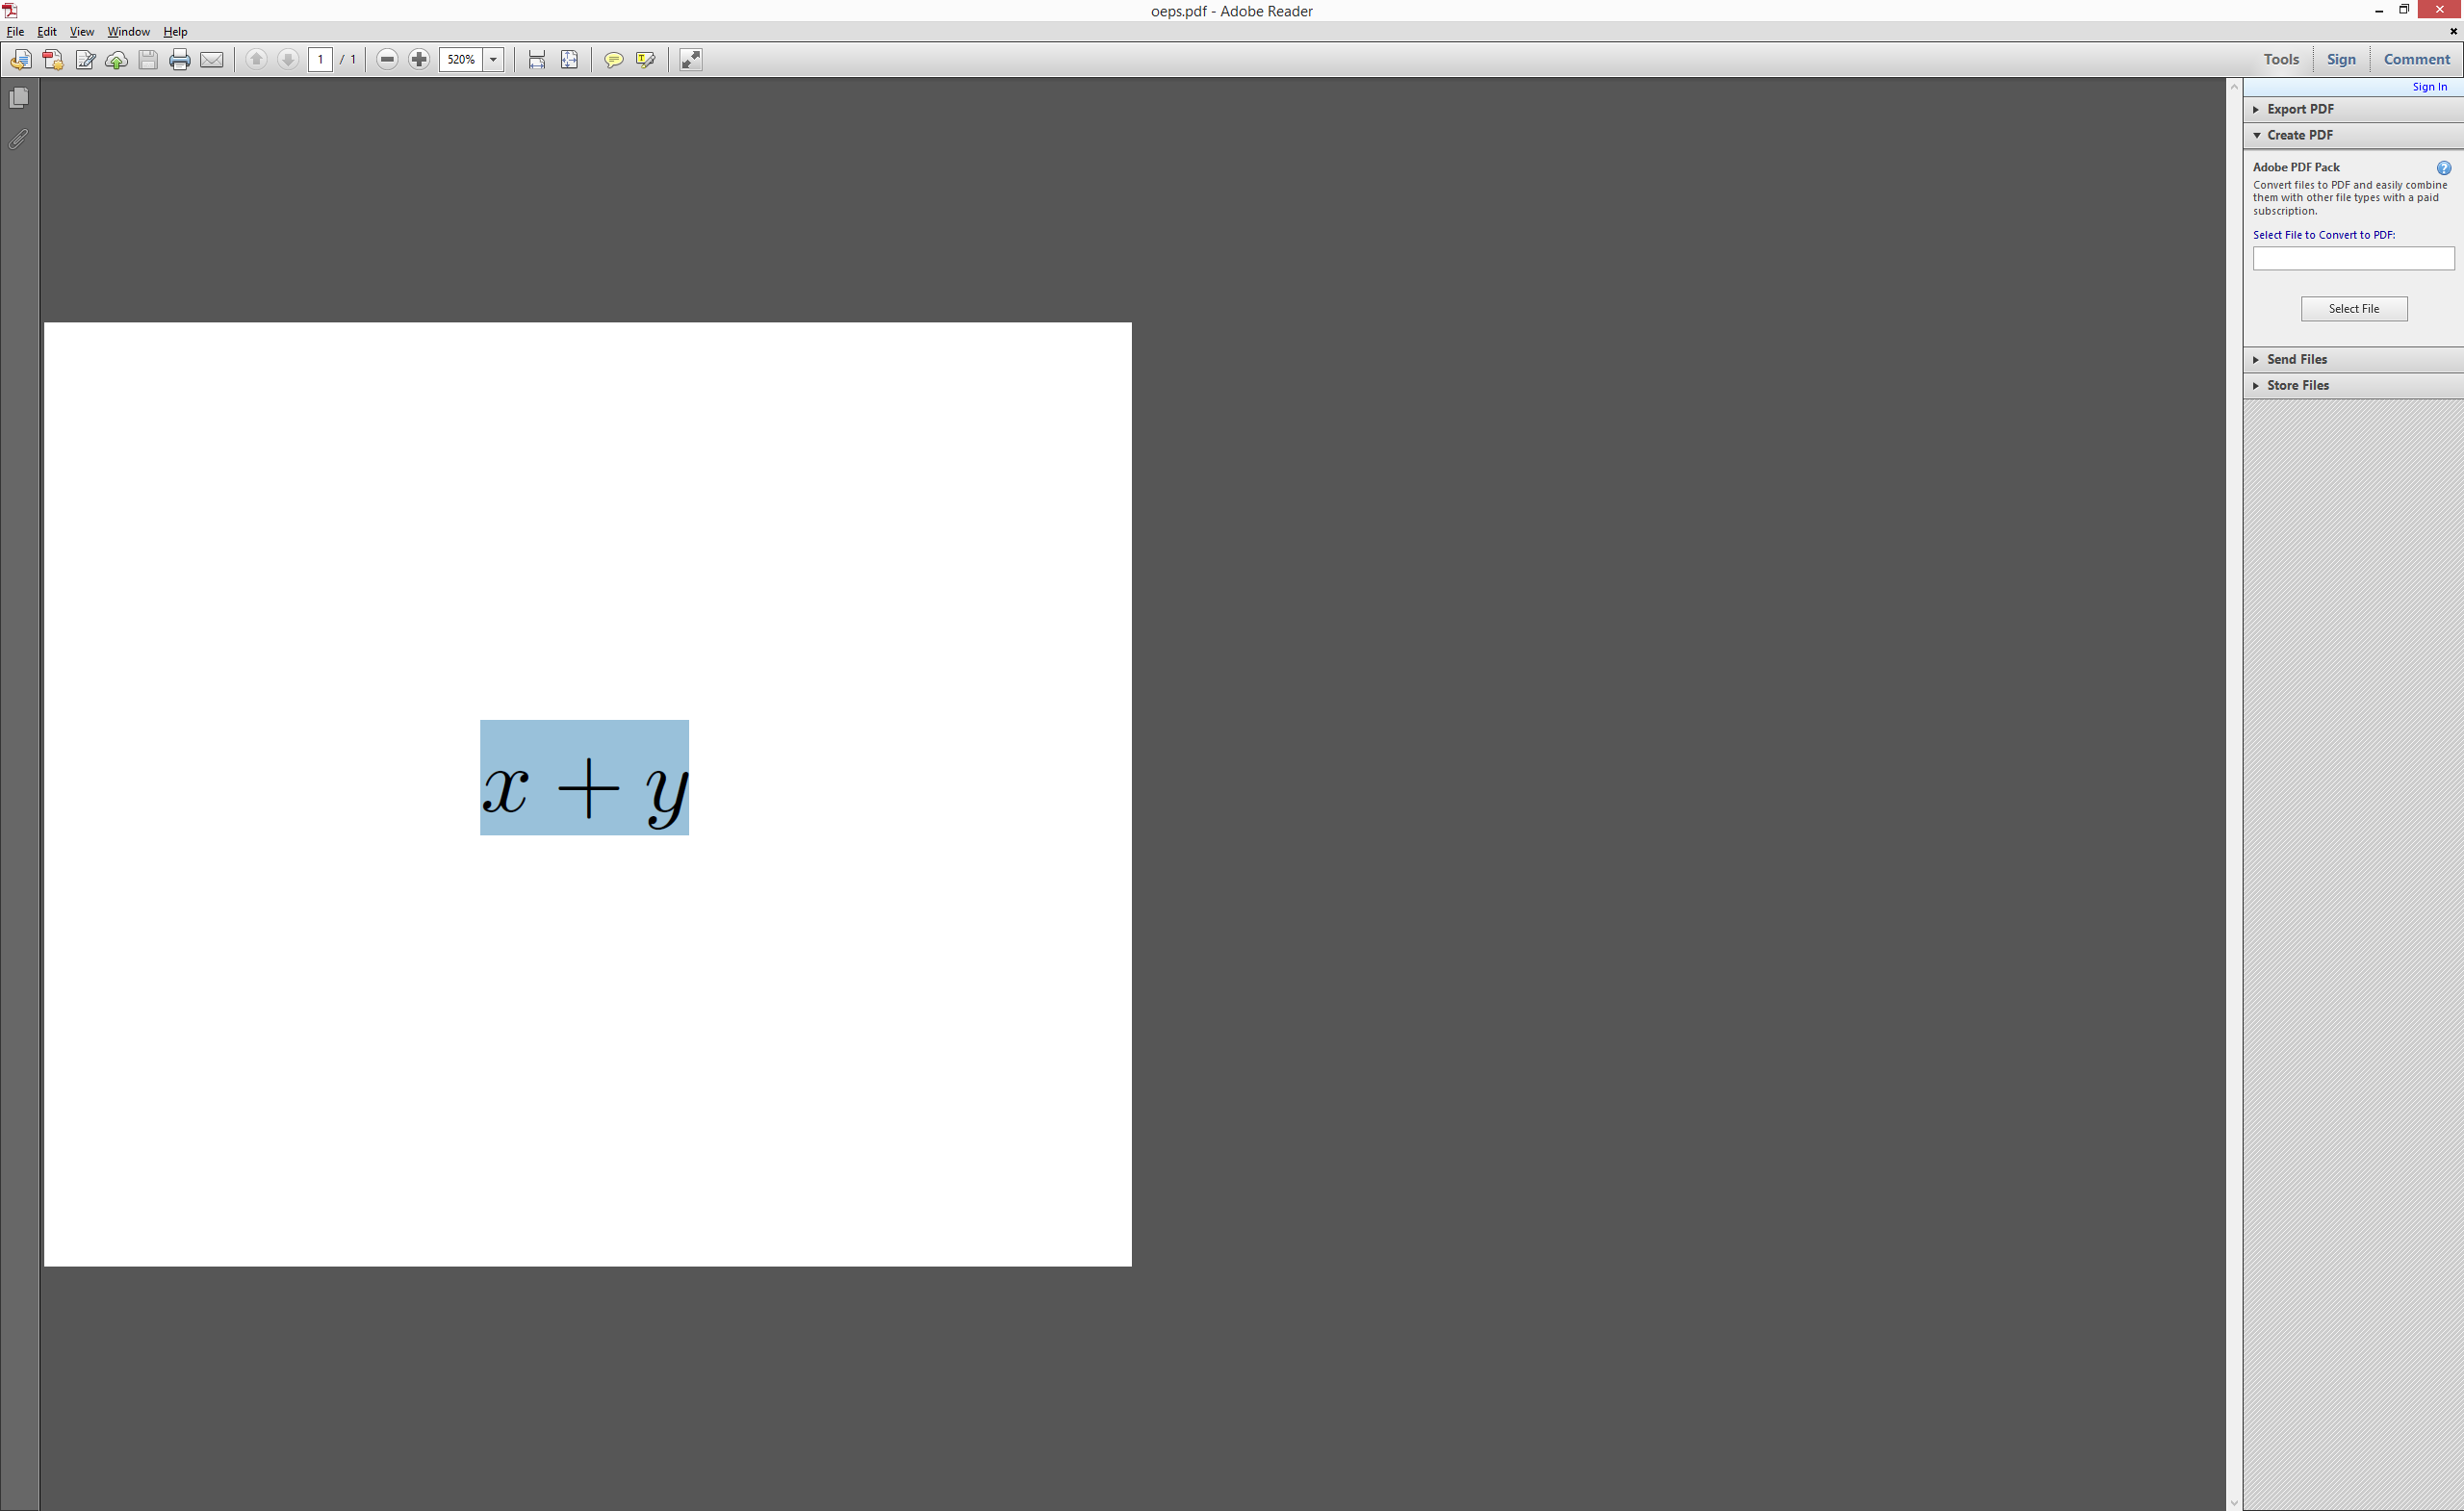 oeps.pdf - Adobe Reader
File Edit View Window Help
1 / 1 520% Tools Sign Comment
Sign In
Export PDF
Create PDF
Adobe PDF Pack
Convert files to PDF and easily combine
them with other file types with a paid
subscription.
Select File to Convert to PDF:
Select File
Send Files
Store Files
x + y